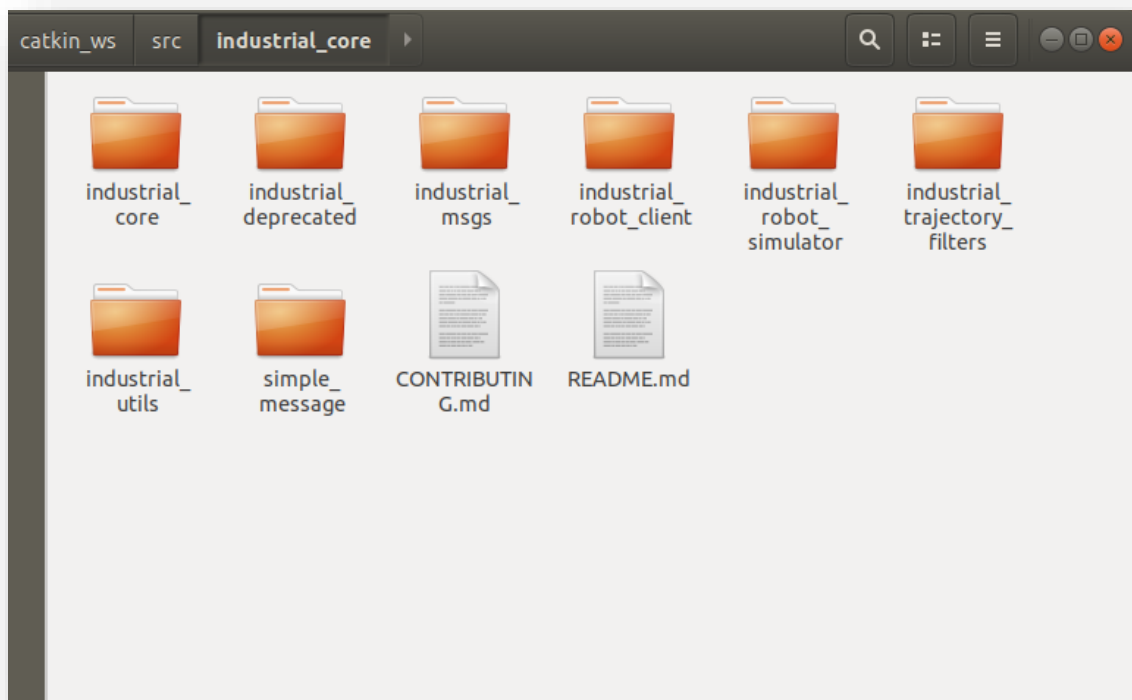 catkin_ws src industrial_core
industrial_
core
industrial_
deprecated
industrial_
msgs
industrial_
robot_client
industrial_
robot_
simulator
industrial_
trajectory_
filters
industrial_
utils
simple_
message
CONTRIBUTIN
G.md
README.md